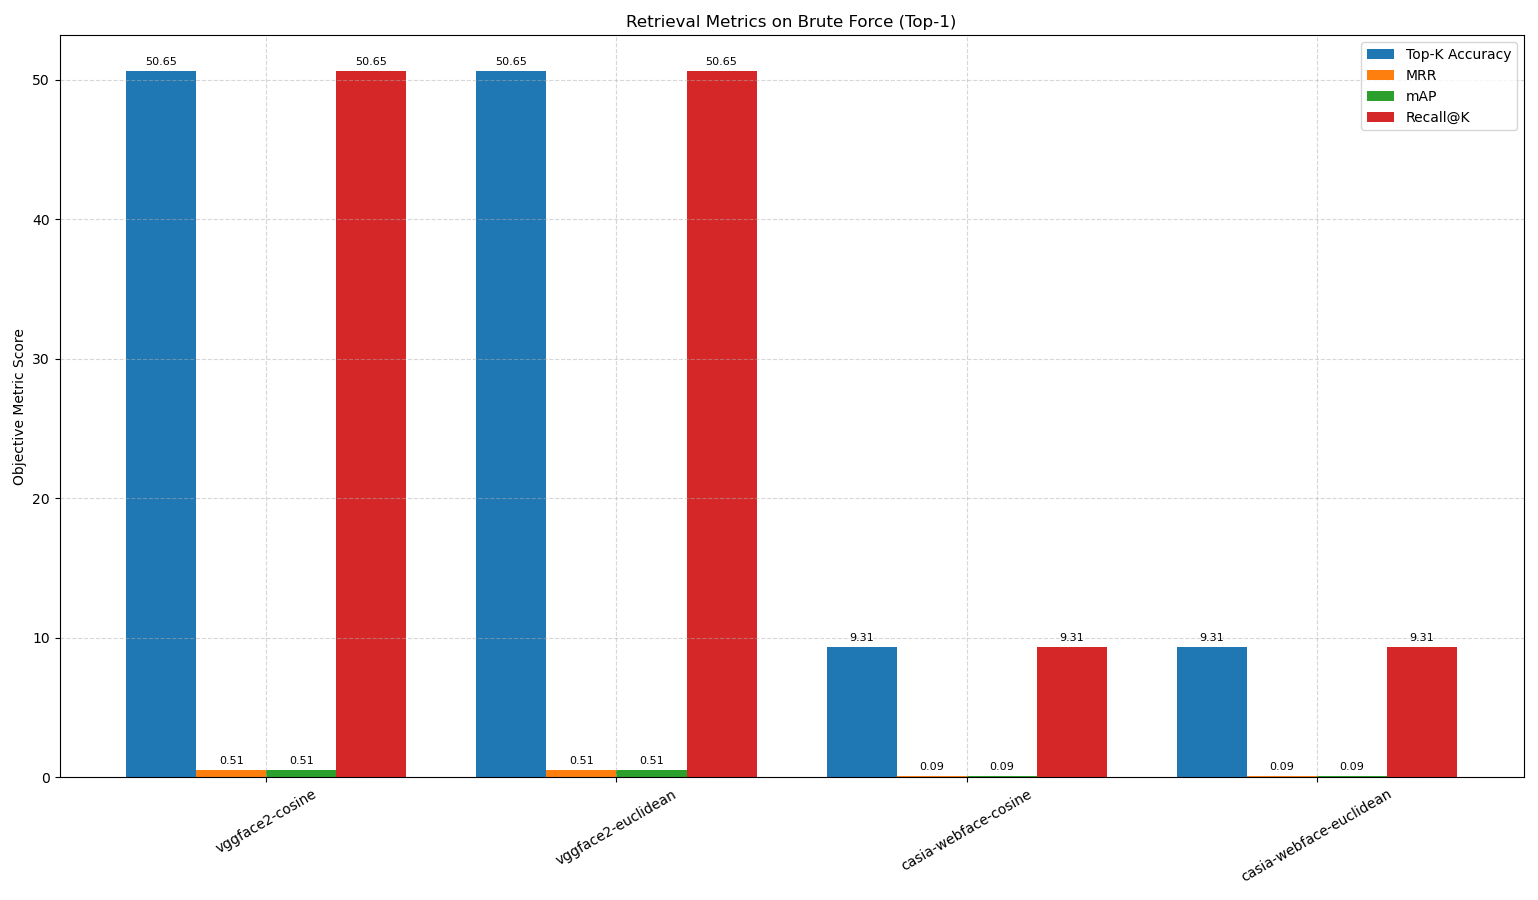 Retrieval Metrics on Brute Force (Top-1)
Top-K Accuracy
MRR
mAP
Recall@K
Objective Metric Score
50
40
30
20
10
0
50.65
0.51
0.51
50.65
50.65
0.51
0.51
50.65
9.31
0.09
0.09
9.31
9.31
0.09
0.09
9.31
vggface2-cosine
vggface2-euclidean
casia-webface-cosine
casia-webface-euclidean